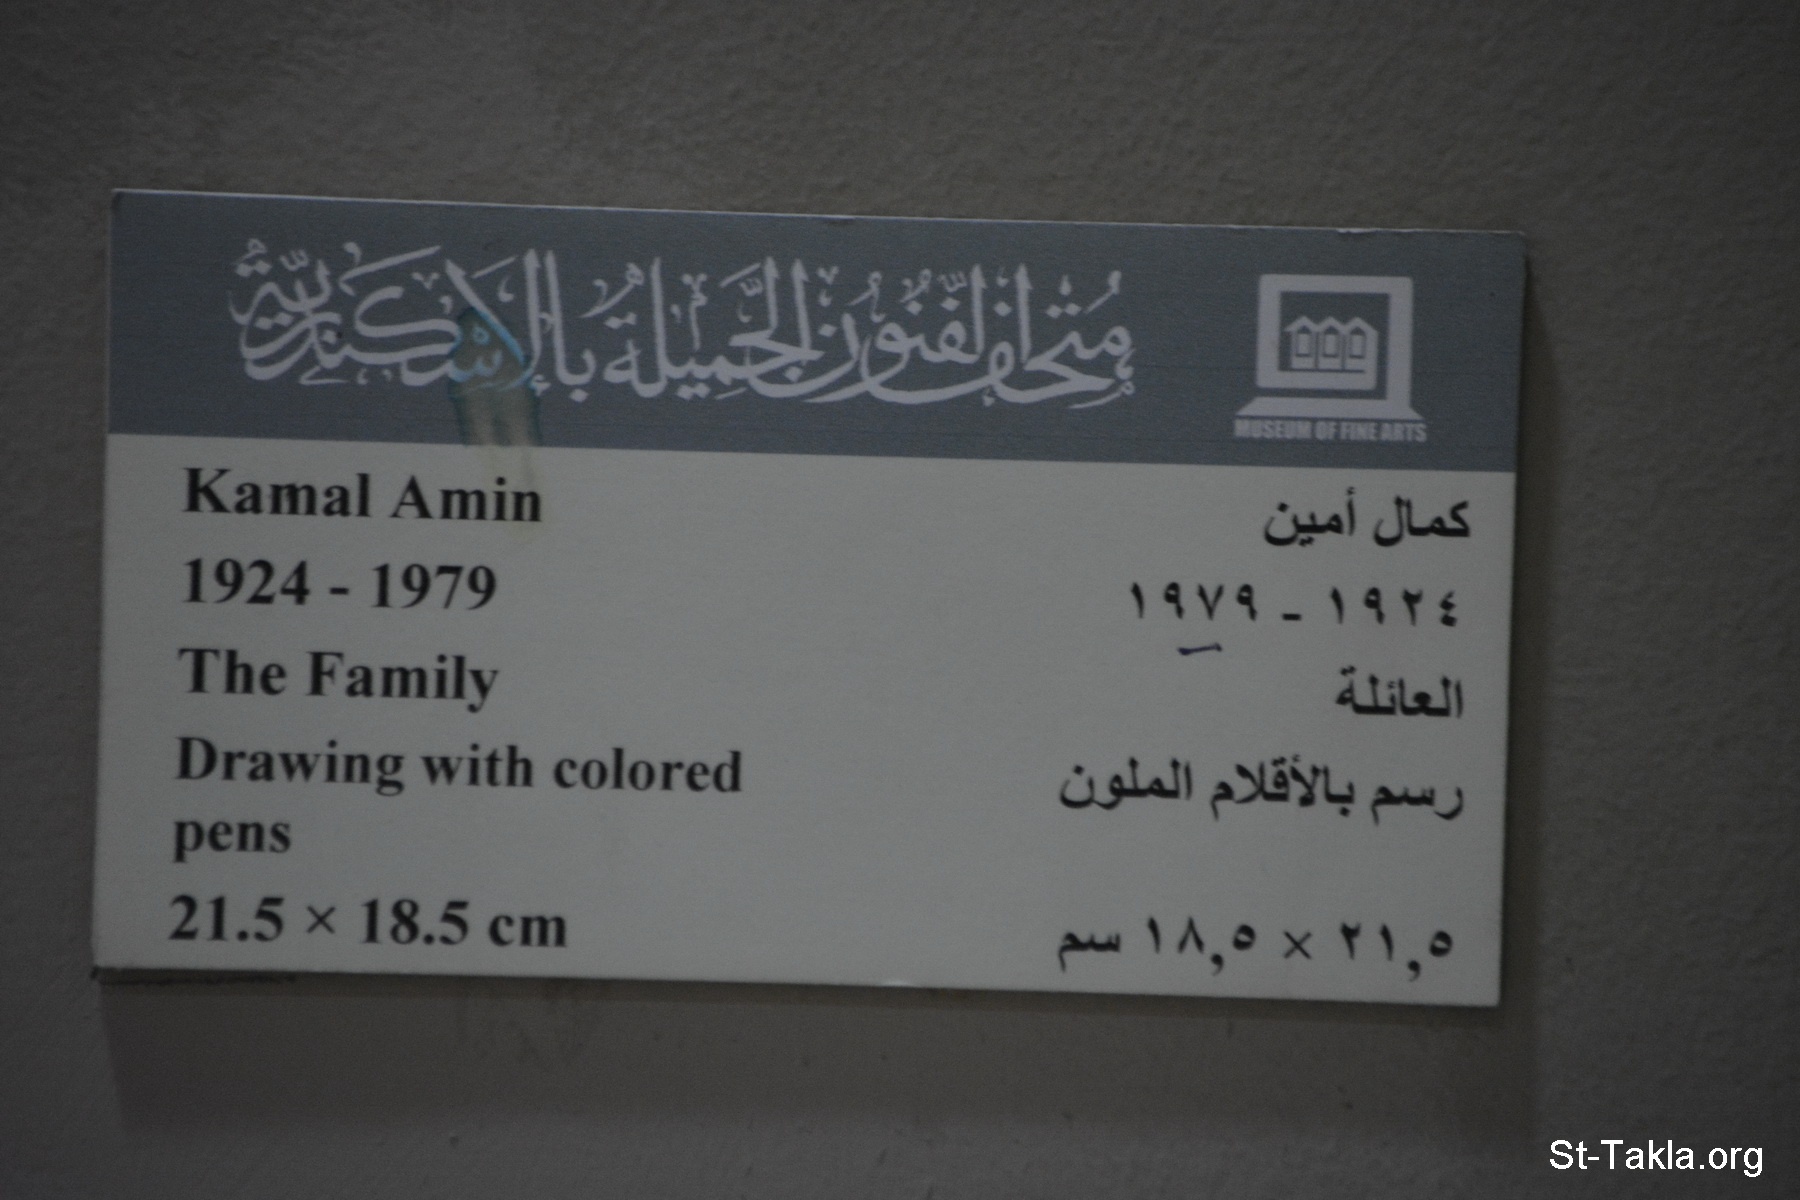 متحف الفنون الجميلة بالإسكندرية
MUSEUM OF FINE ARTS
Kamal Amin
1924 - 1979
The Family
Drawing with colored
pens
21.5 × 18.5 cm
كمال أمين
١٩٢٤ - ١٩٧٩
العائلة
رسم بالأقلام الملون
٢١,٥ × ١٨,٥ سم
St-Takla.org